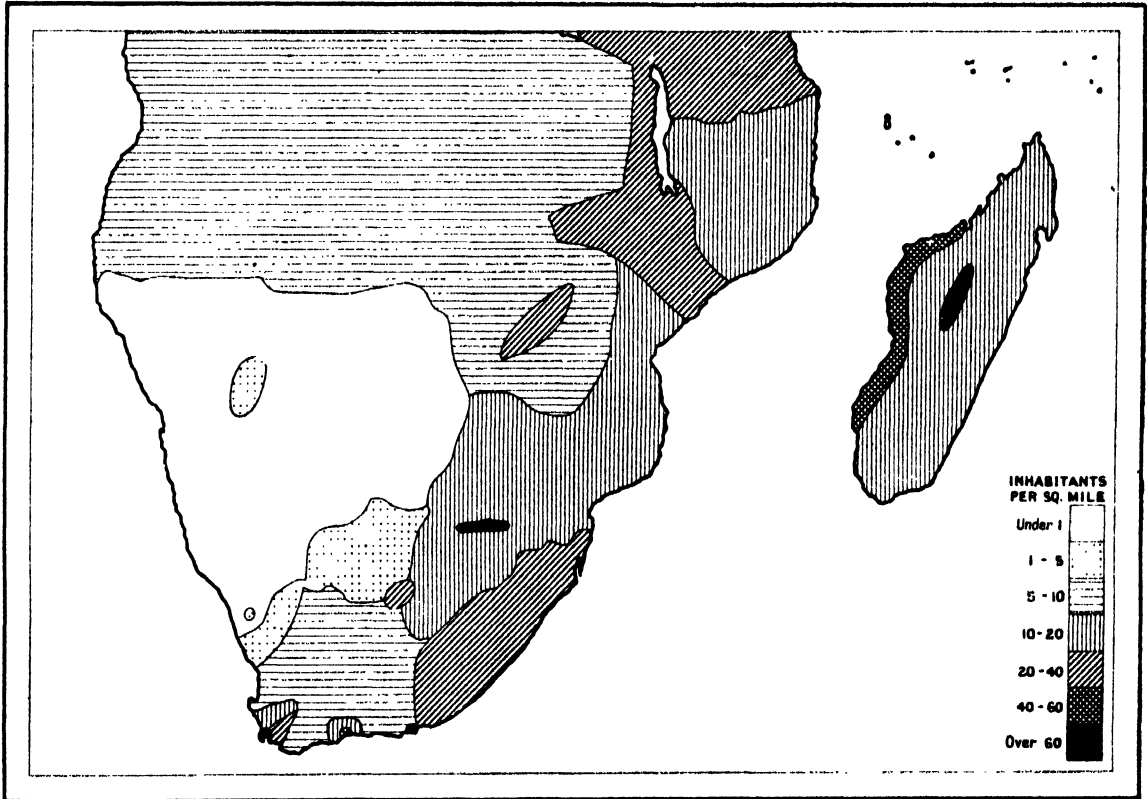 INHABITANTS
PER SQ. MILE
Under 1
1 - 5
5 - 10
10-20
20-40
40-60
Over 60